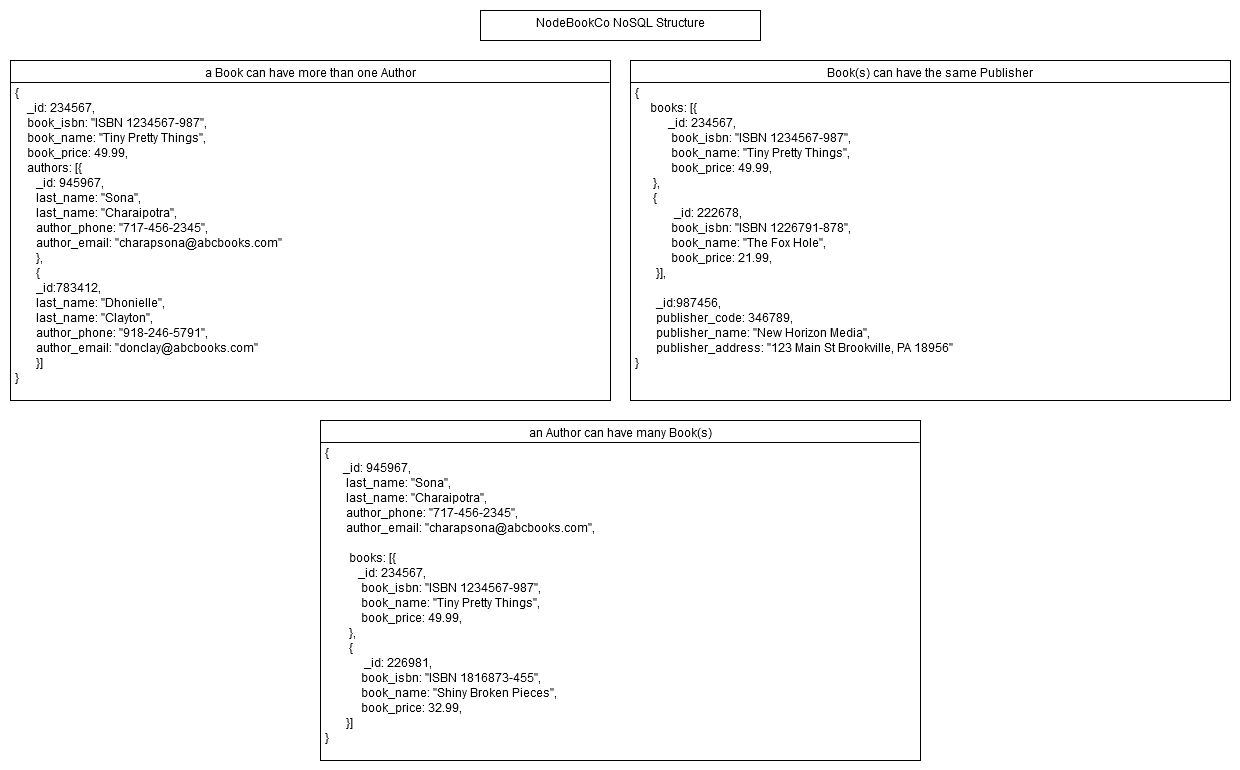 NodeBookCo NoSQL Structure
a Book can have more than one Author
{
_id: 234567,
book_isbn: "ISBN 1234567-987",
book_name: "Tiny Pretty Things",
book_price: 49.99,
authors: [{
_id: 945967,
last_name: "Sona",
last_name: "Charaipotra",
author_phone: "717-456-2345",
author_email: "charapsona@abcbooks.com"
},
{
_id:783412,
last_name: "Dhonielle",
last_name: "Clayton",
author_phone: "918-246-5791",
author_email: "donclay@abcbooks.com"
}]
}
Book(s) can have the same Publisher
{
books: [{
_id: 234567,
book_isbn: "ISBN 1234567-987",
book_name: "Tiny Pretty Things",
book_price: 49.99,
},
{
_id: 222678,
book_isbn: "ISBN 1226791-878",
book_name: "The Fox Hole",
book_price: 21.99,
}],
_id:987456,
publisher_code: 346789,
publisher_name: "New Horizon Media",
publisher_address: "123 Main St Brookville, PA 18956"
}
an Author can have many Book(s)
{
_id: 945967,
last_name: "Sona",
last_name: "Charaipotra",
author_phone: "717-456-2345",
author_email: "charapsona@abcbooks.com",
books: [{
_id: 234567,
book_isbn: "ISBN 1234567-987",
book_name: "Tiny Pretty Things",
book_price: 49.99,
},
{
_id: 226981,
book_isbn: "ISBN 1816873-455",
book_name: "Shiny Broken Pieces",
book_price: 32.99,
}]
}